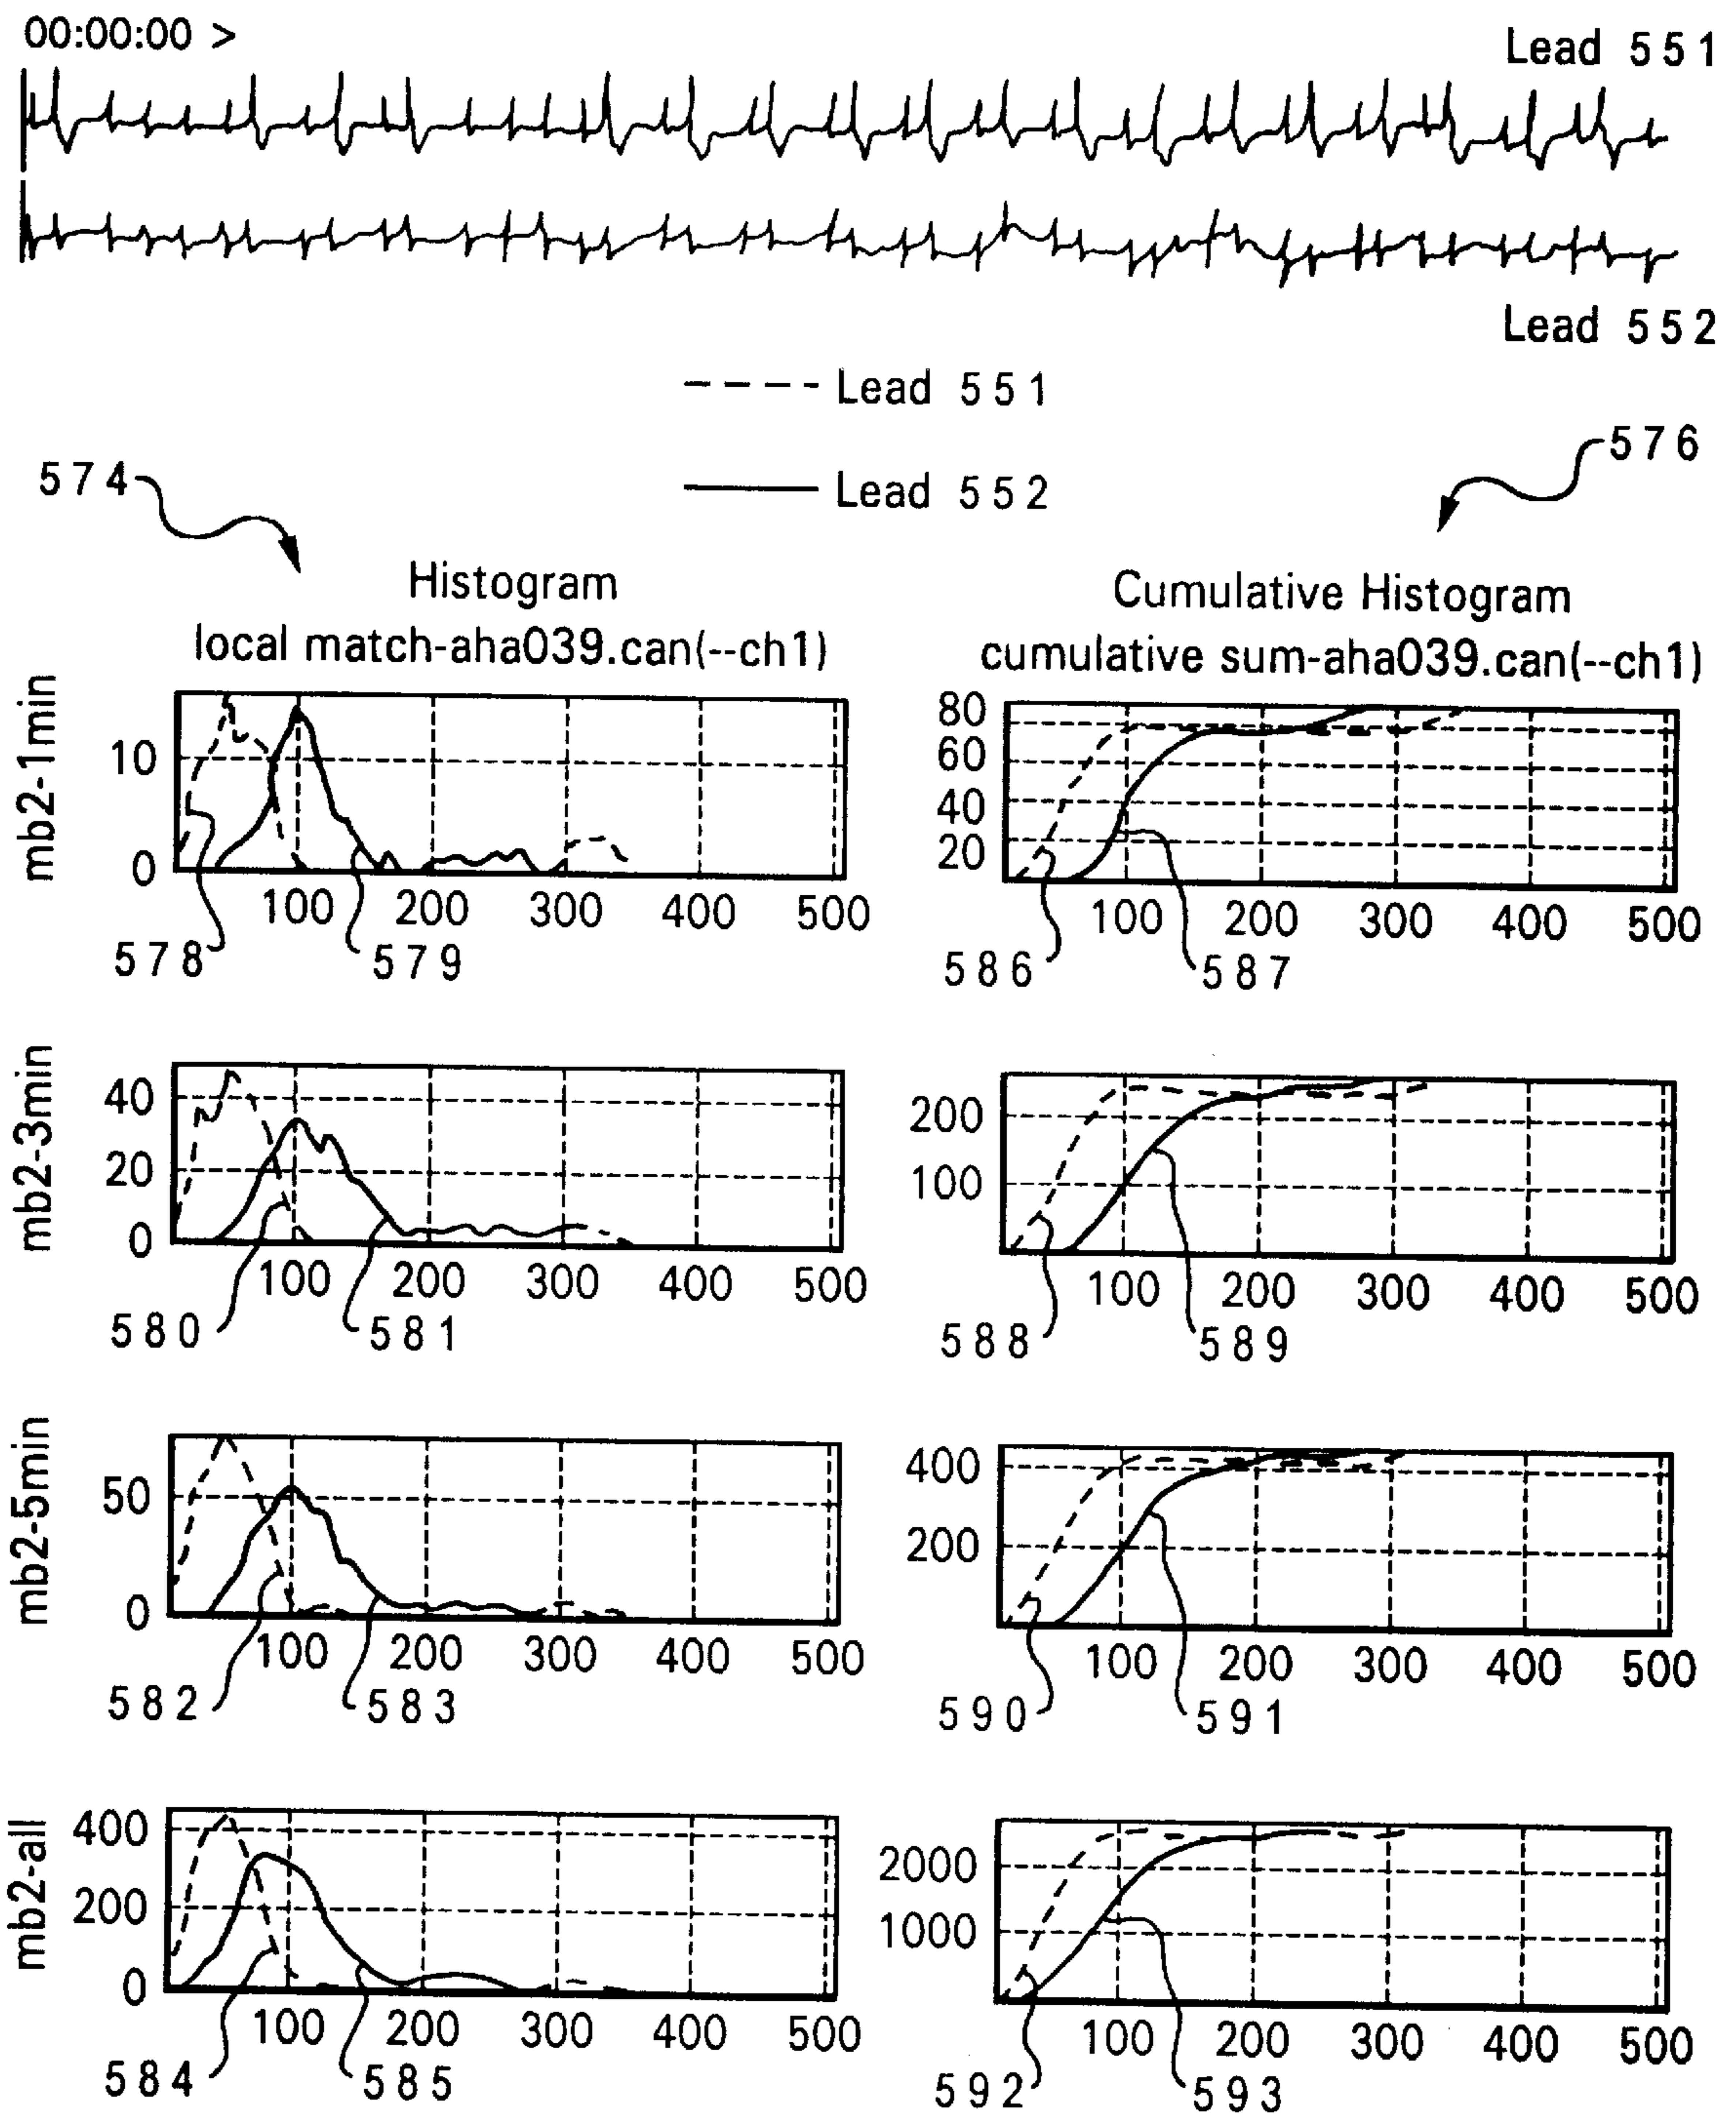 00:00:00 >
Lead 551
Lead 552
Lead 551
Lead 552
574
576
Histogram
local match-aha039.can(--ch1)
Cumulative Histogram
cumulative sum-aha039.can(--ch1)
mb2-1min
10
0
100 200 300 400 500
578
579
80
60
40
20
100 200 300 400 500
586
587
mb2-3min
40
20
0
100 200 300 400 500
580
581
200
100
100 200 300 400 500
588
589
mb2-5min
50
0
100 200 300 400 500
582
583
400
200
100 200 300 400 500
590
591
mb2-all
400
200
0
100 200 300 400 500
584
585
2000
1000
100 200 300 400 500
592
593